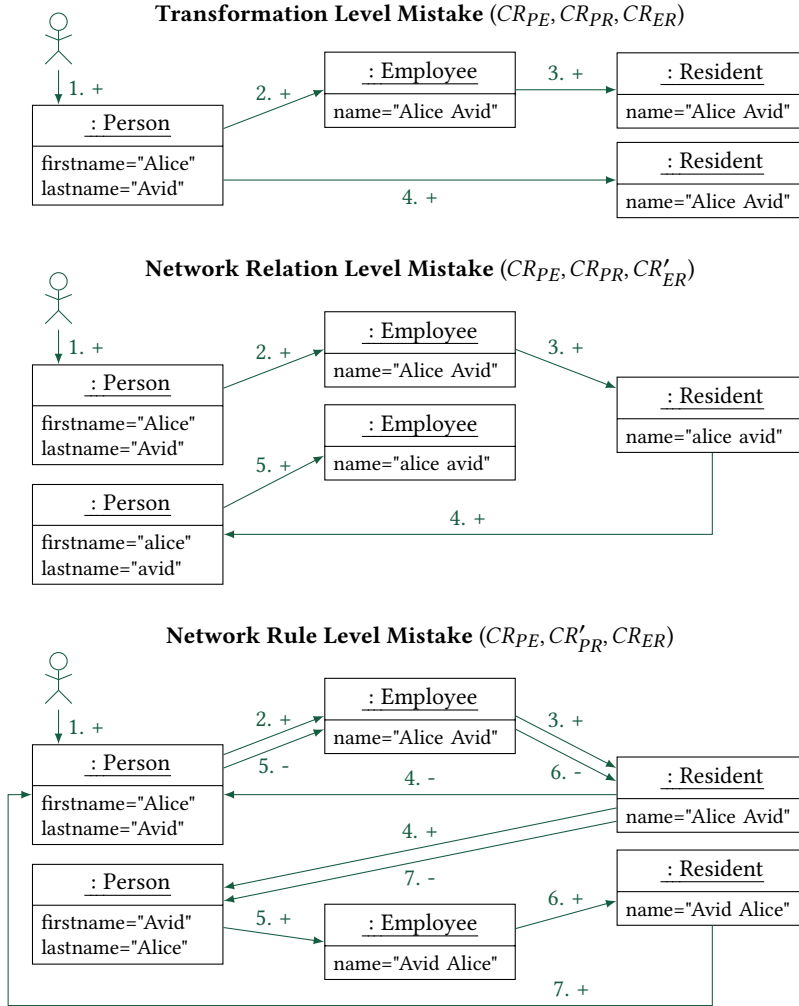 Transformation Level Mistake (CR_PE, CR_PR, CR_ER)
1. +
: Person
firstname="Alice"
lastname="Avid"
2. +
: Employee
name="Alice Avid"
3. +
: Resident
name="Alice Avid"
4. +
: Resident
name="Alice Avid"
Network Relation Level Mistake (CR_PE, CR_PR, CR′_ER)
1. +
: Person
firstname="Alice"
lastname="Avid"
2. +
: Employee
name="Alice Avid"
3. +
: Resident
name="alice avid"
4. +
: Person
firstname="alice"
lastname="avid"
5. +
: Employee
name="alice avid"
Network Rule Level Mistake (CR_PE, CR′_PR, CR_ER)
1. +
: Person
firstname="Alice"
lastname="Avid"
2. +
5. -
: Employee
name="Alice Avid"
3. +
6. -
: Resident
name="Alice Avid"
4. -
4. +
7. -
: Person
firstname="Avid"
lastname="Alice"
5. +
: Employee
name="Avid Alice"
6. +
: Resident
name="Avid Alice"
7. +